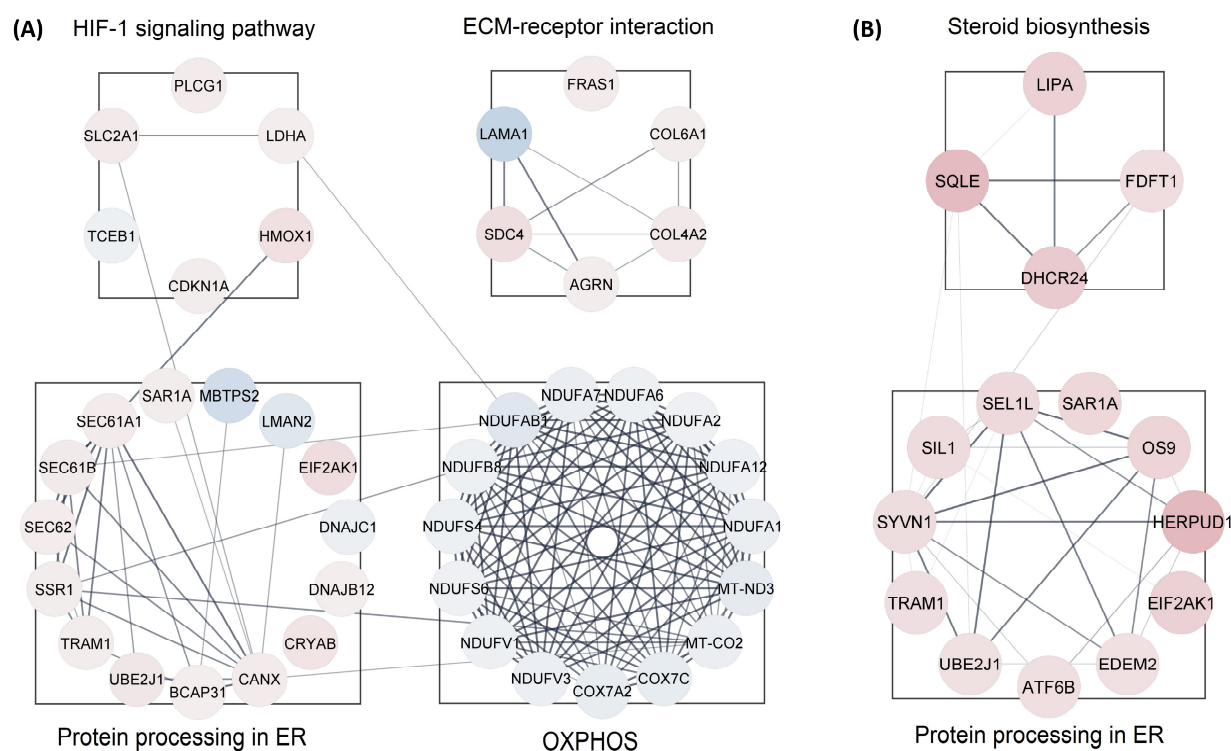 (A) HIF-1 signaling pathway ECM-receptor interaction (B) Steroid biosynthesis
PLCG1
SLC2A1 LDHA
TCEB1 HMOX1
CDKN1A
FRAS1
LAMA1 COL6A1
SDC4 COL4A2
AGRN
LIPA
SQLE FDFT1
DHCR24
SAR1A MBTPS2
SEC61A1 LMAN2
SEC61B EIF2AK1
SEC62 DNAJC1
SSR1 DNAJB12
TRAM1 CRYAB
UBE2J1 BCAP31 CANX
Protein processing in ER
NDUFA7 NDUFA6
NDUFAB1 NDUFA2
NDUFB8 NDUFA12
NDUFS4 NDUFA1
NDUFS6 MT-ND3
NDUFV1 MT-CO2
NDUFV3 COX7A2 COX7C
OXPHOS
SEL1L SAR1A
SIL1 OS9
SYVN1 HERPUD1
TRAM1 EIF2AK1
UBE2J1 EDEM2
ATF6B
Protein processing in ER